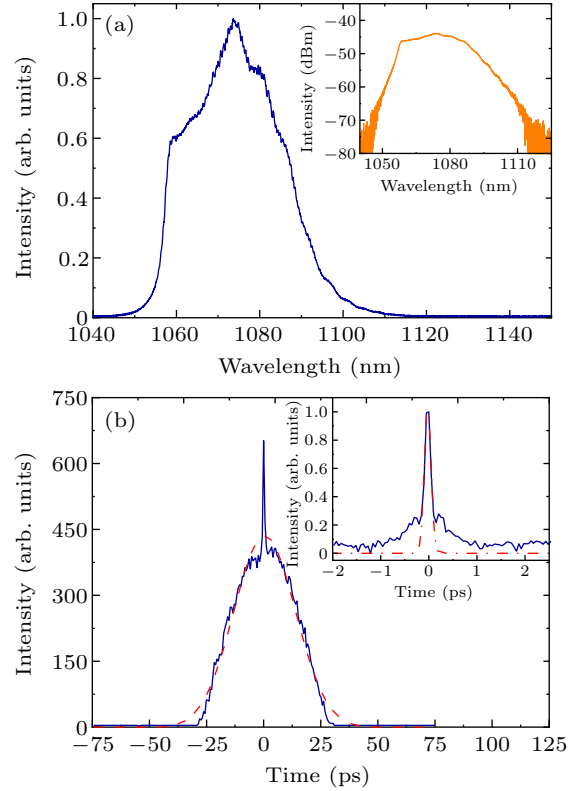 (a)
Intensity (arb. units)
1.0
0.8
0.6
0.4
0.2
0
1040 1060 1080 1100 1120 1140
Wavelength (nm)
Intensity (dBm)
−40
−50
−60
−70
−80
1050 1080 1110
Wavelength (nm)
(b)
Intensity (arb. units)
750
600
450
300
150
0
−75 −50 −25 0 25 50 75 100 125
Time (ps)
Intensity (arb. units)
1.0
0.8
0.6
0.4
0.2
0
−2 −1 0 1 2
Time (ps)